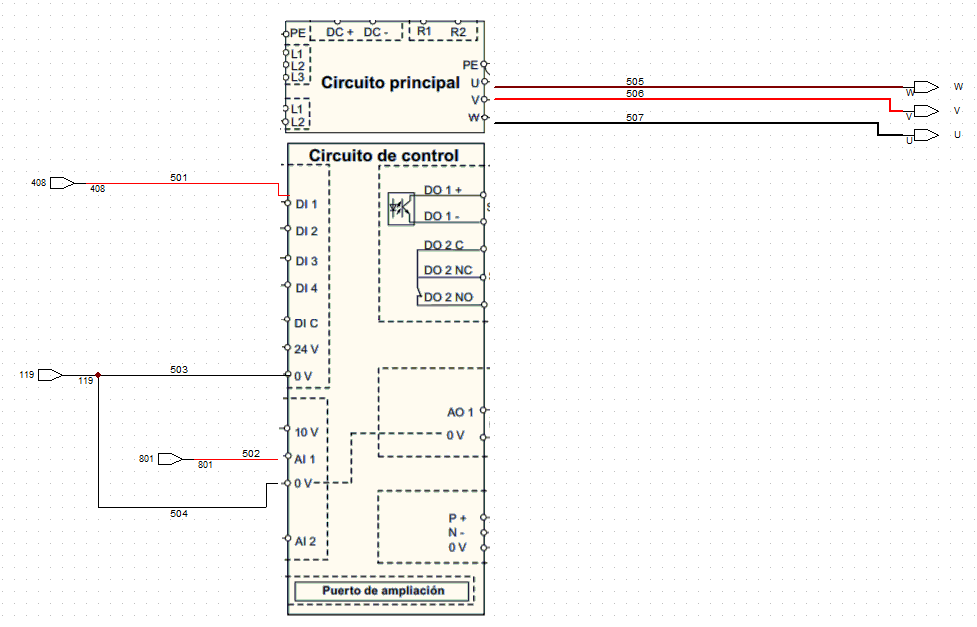 PE DC + DC - R1 R2
L1
L2
L3
Circuito principal
L1
L2
PE
U
V
W
505
506
507
W W
V V
U U
Circuito de control
408 408 501
DI 1
DI 2
DI 3
DI 4
DI C
24 V
0 V
DO 1 +
DO 1 -
DO 2 C
DO 2 NC
DO 2 NO
119 119 503
10 V
AI 1
0 V
AI 2
AO 1
0 V
801 801 502
504
P +
N -
0 V
Puerto de ampliación